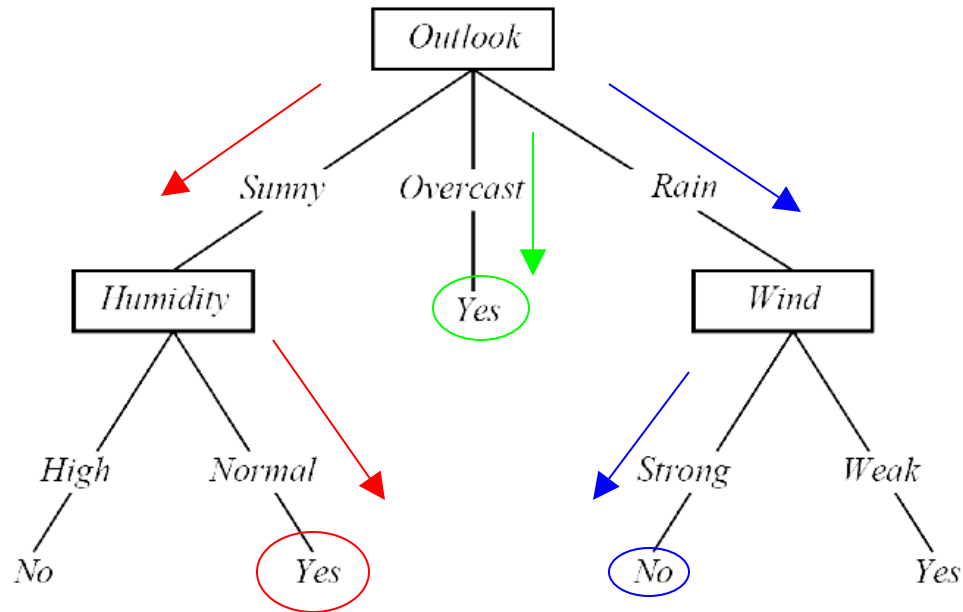 Outlook
Sunny Overcast Rain
Humidity Yes Wind
High Normal Strong Weak
No Yes No Yes